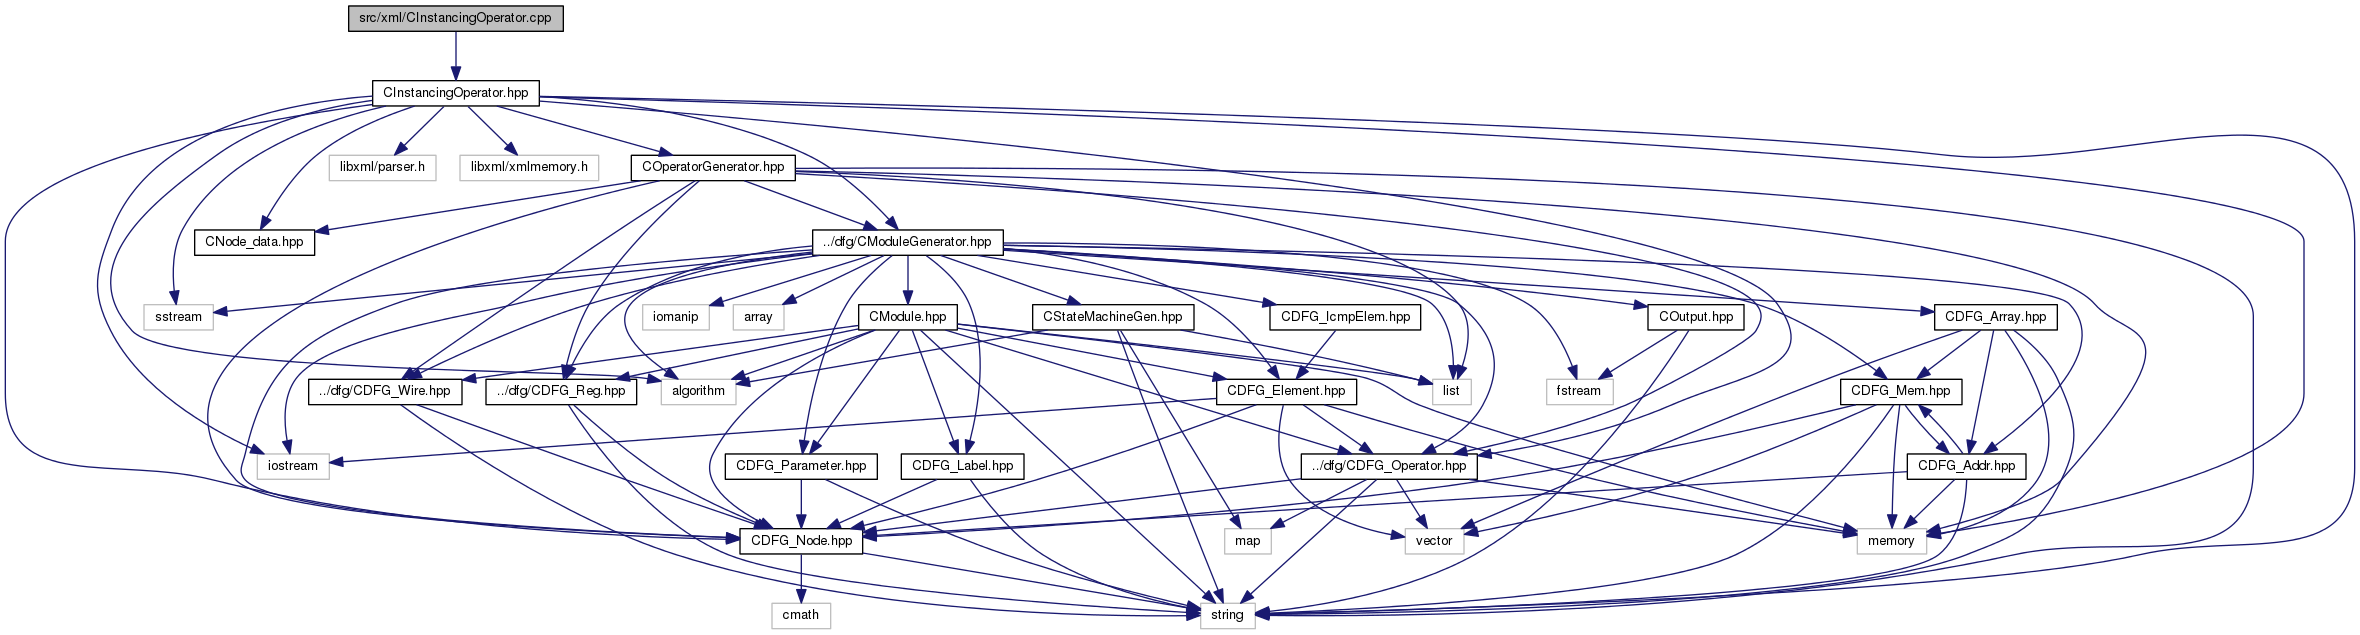 src/xml/CInstancingOperator.cpp
CInstancingOperator.hpp
libxml/parser.h
libxml/xmlmemory.h
COperatorGenerator.hpp
CNode_data.hpp
../dfg/CModuleGenerator.hpp
sstream
iomanip
array
CModule.hpp
CStateMachineGen.hpp
CDFG_IcmpElem.hpp
COutput.hpp
CDFG_Array.hpp
../dfg/CDFG_Wire.hpp
../dfg/CDFG_Reg.hpp
algorithm
CDFG_Element.hpp
list
fstream
CDFG_Mem.hpp
iostream
CDFG_Parameter.hpp
CDFG_Label.hpp
../dfg/CDFG_Operator.hpp
CDFG_Addr.hpp
CDFG_Node.hpp
map
vector
memory
cmath
string